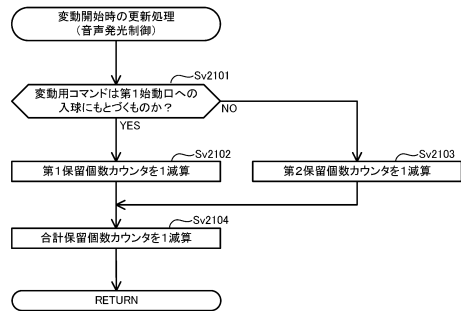 変動開始時の更新処理
（音声発光制御）
Sv2101
変動用コマンドは第1始動口への
入球にもとづくものか？
NO
YES
Sv2102
第1保留個数カウンタを1減算
Sv2103
第2保留個数カウンタを1減算
Sv2104
合計保留個数カウンタを1減算
RETURN